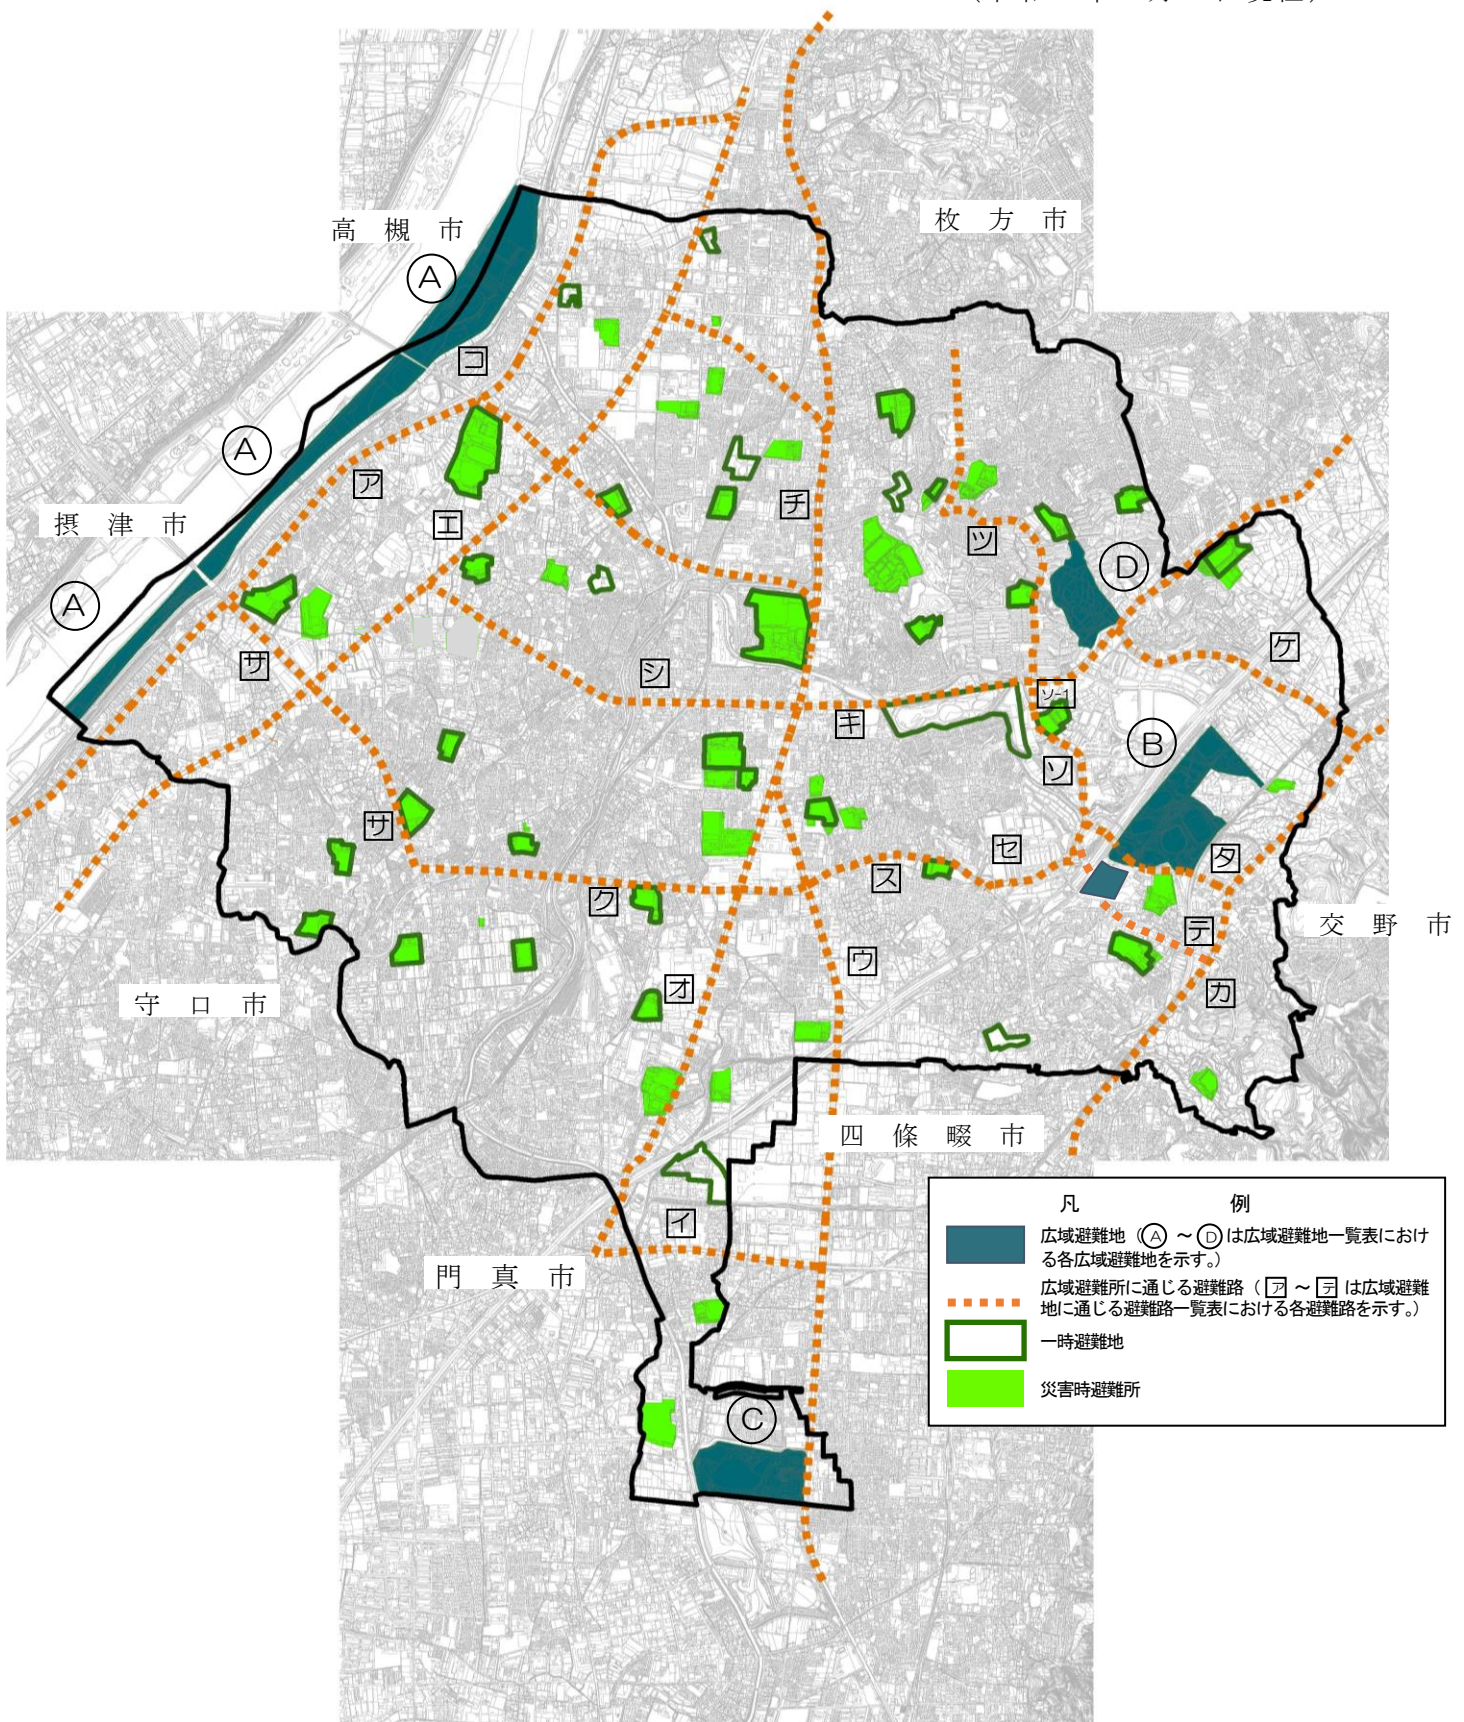 高槻市
枚方市
Ⓐ
コ
Ⓐ
ア
摂津市
エ
チ
ツ
Ⓓ
Ⓐ
サ
シ
ケ
キ
ソ-1
Ⓑ
ソ
サ
セ
タ
ス
ク
テ
交野市
ウ
オ
カ
守口市
四條畷市
イ
門真市
Ⓒ
凡例
広域避難地（Ⓐ～Ⓓは広域避難地一覧表におけ
る各広域避難地を示す。）
広域避難所に通じる避難路（ア～テは広域避難
地に通じる避難路一覧表における各避難路を示す。）
一時避難地
災害時避難所